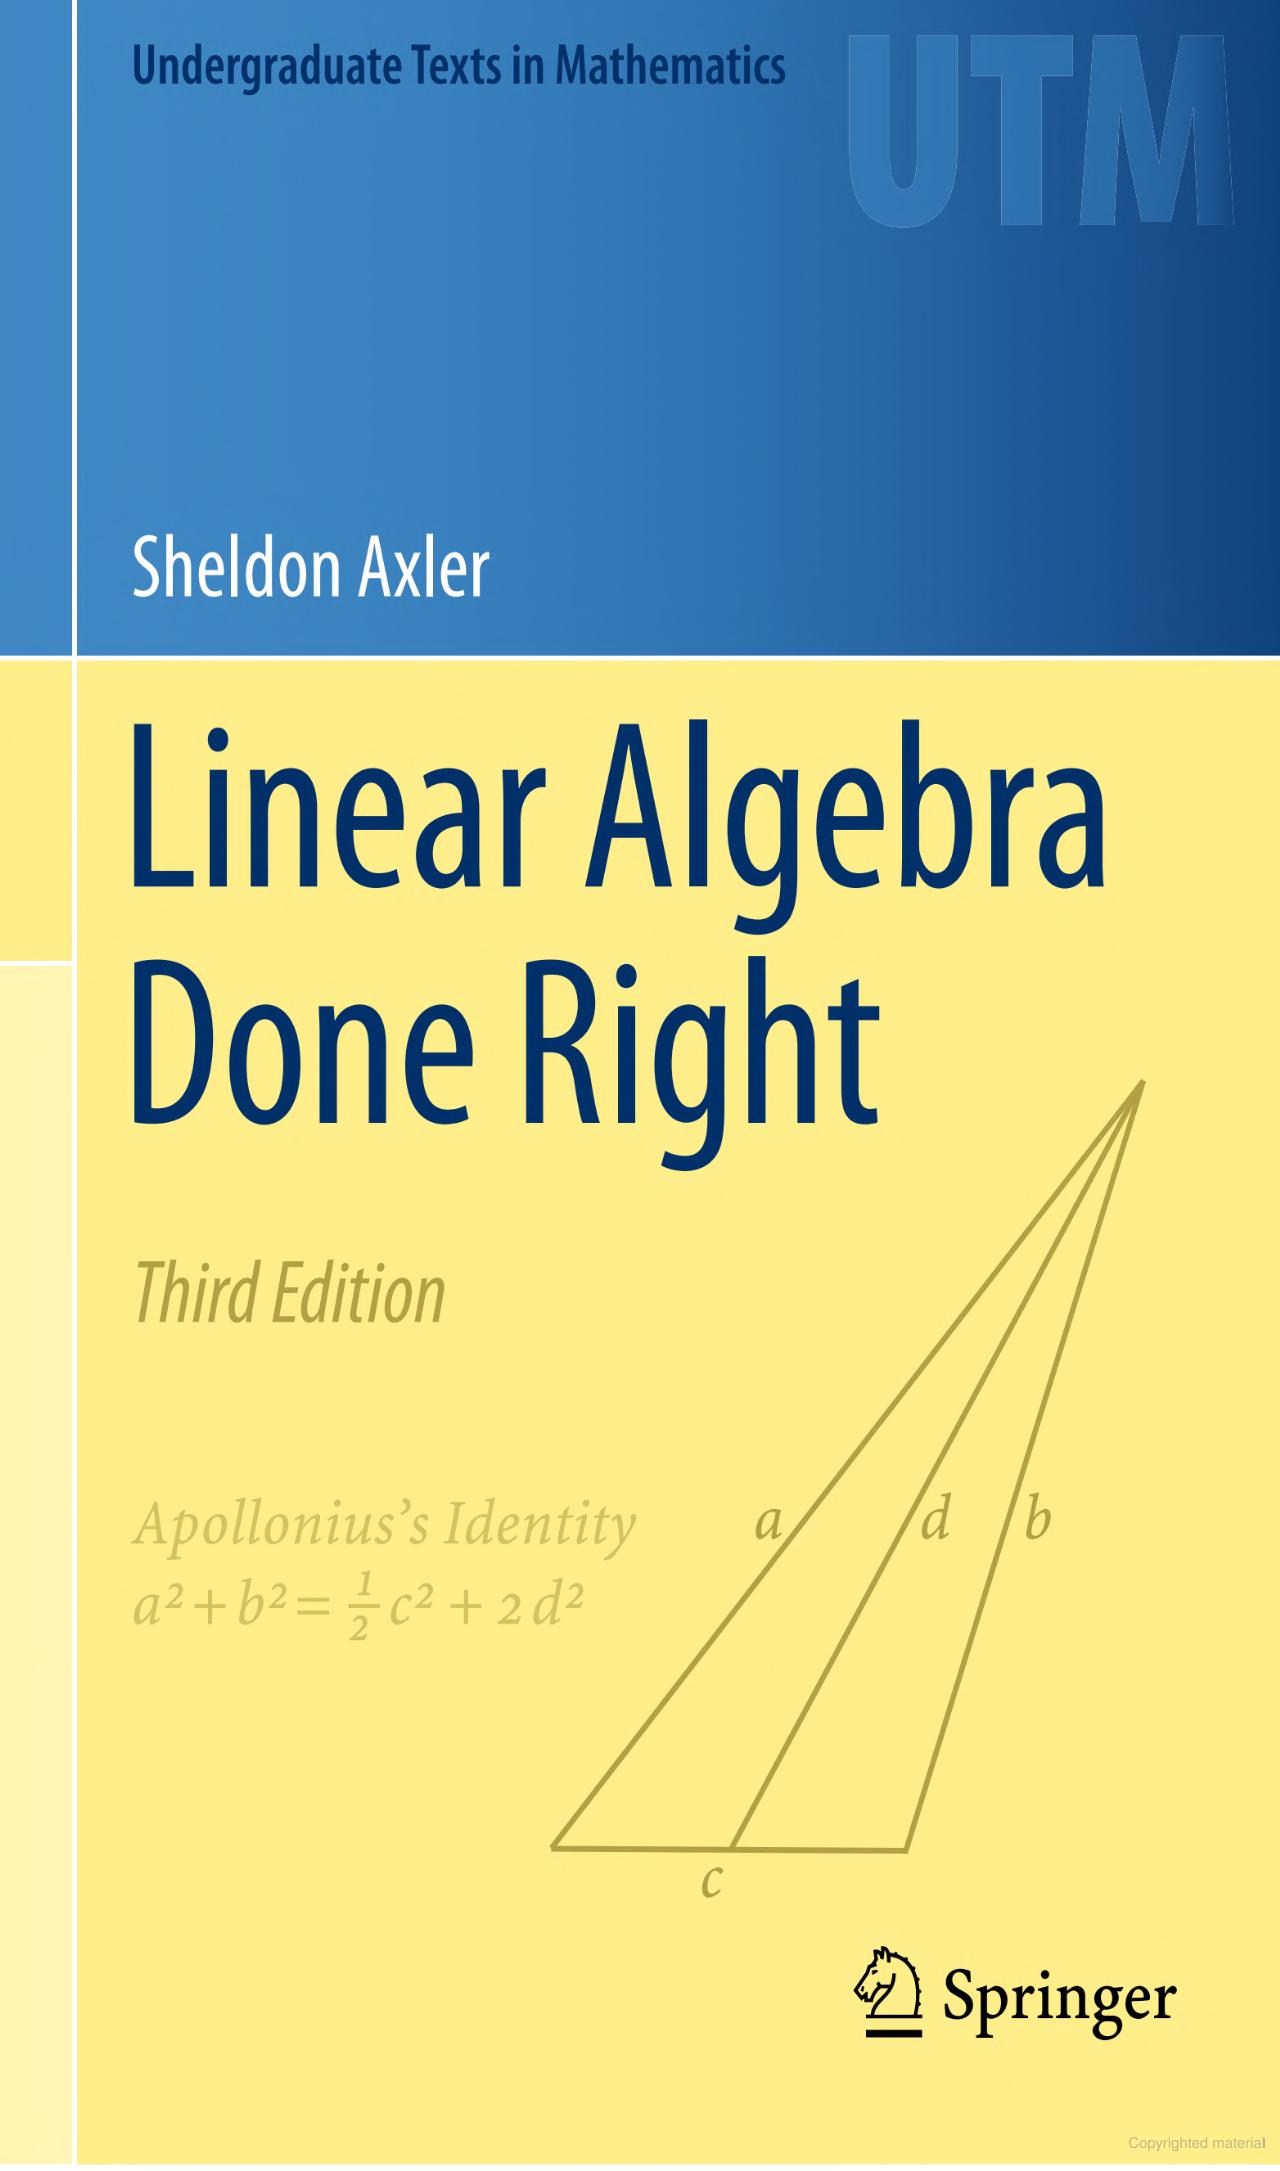 Undergraduate Texts in Mathematics
UTM
Sheldon Axler
Linear Algebra
Done Right
Third Edition
Apollonius’s Identity
a² + b² = ½ c² + 2 d²
a d b
c
Springer
Copyrighted material